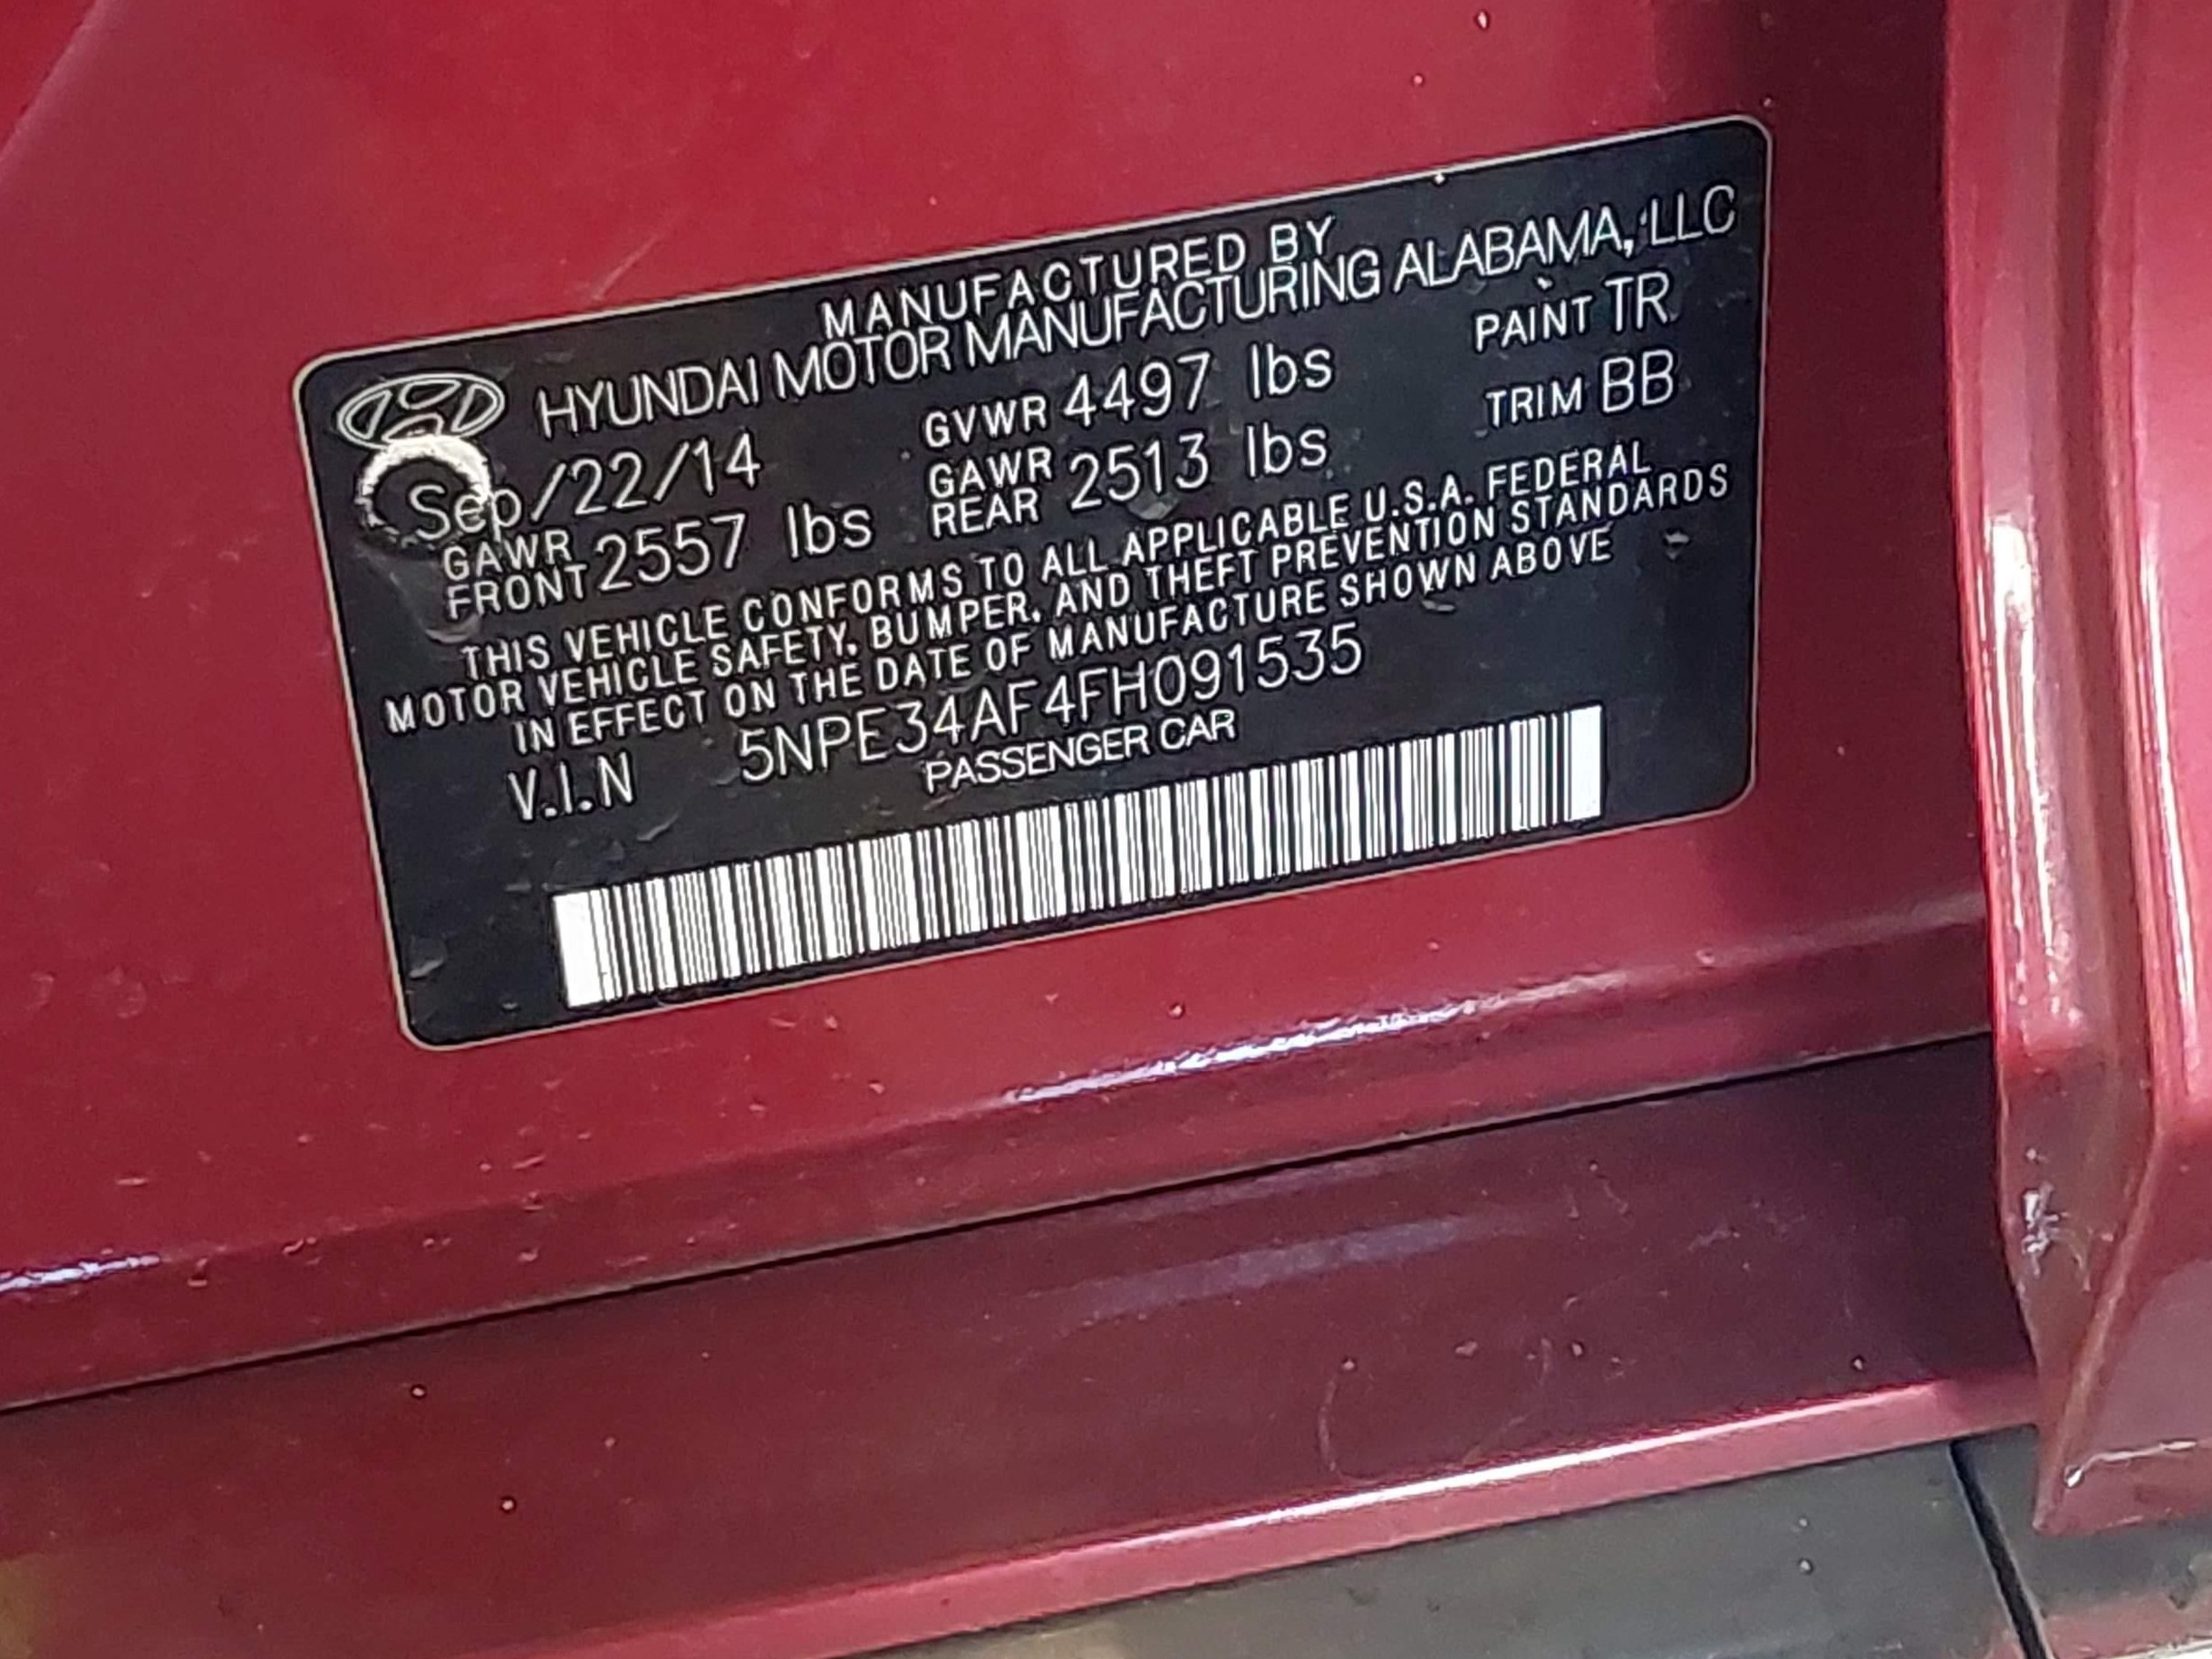 MANUFACTURED BY
HYUNDAI MOTOR MANUFACTURING ALABAMA, LLC
Sep/22/14 GVWR 4497 lbs PAINT TR
GAWR FRONT 2557 lbs GAWR REAR 2513 lbs TRIM BB
THIS VEHICLE CONFORMS TO ALL APPLICABLE U.S.A. FEDERAL
MOTOR VEHICLE SAFETY, BUMPER, AND THEFT PREVENTION STANDARDS
IN EFFECT ON THE DATE OF MANUFACTURE SHOWN ABOVE
V.I.N 5NPE34AF4FH091535
PASSENGER CAR